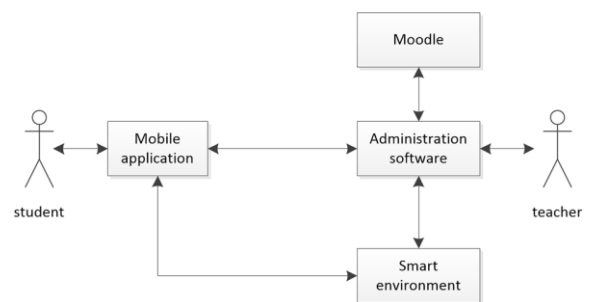 Moodle
Mobile
application
Administration
software
student
teacher
Smart
environment